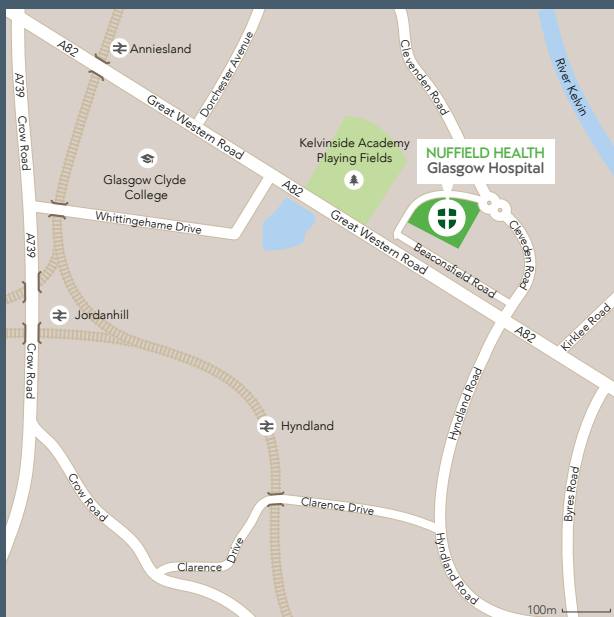 A82
Anniesland
Dorchester Avenue
Clevenden Road
River Kelvin
A739
Crow Road
Great Western Road
Kelvinside Academy
Playing Fields
NUFFIELD HEALTH
Glasgow Hospital
Glasgow Clyde
College
A82
Whittingehame Drive
Great Western Road
Beaconsfield Road
Cleveden Road
A739
Jordanhill
A82
Kirklee Road
Crow Road
Hyndland Road
Hyndland
Crow Road
Clarence Drive
Byres Road
Clarence
Drive
Hyndland Road
100m